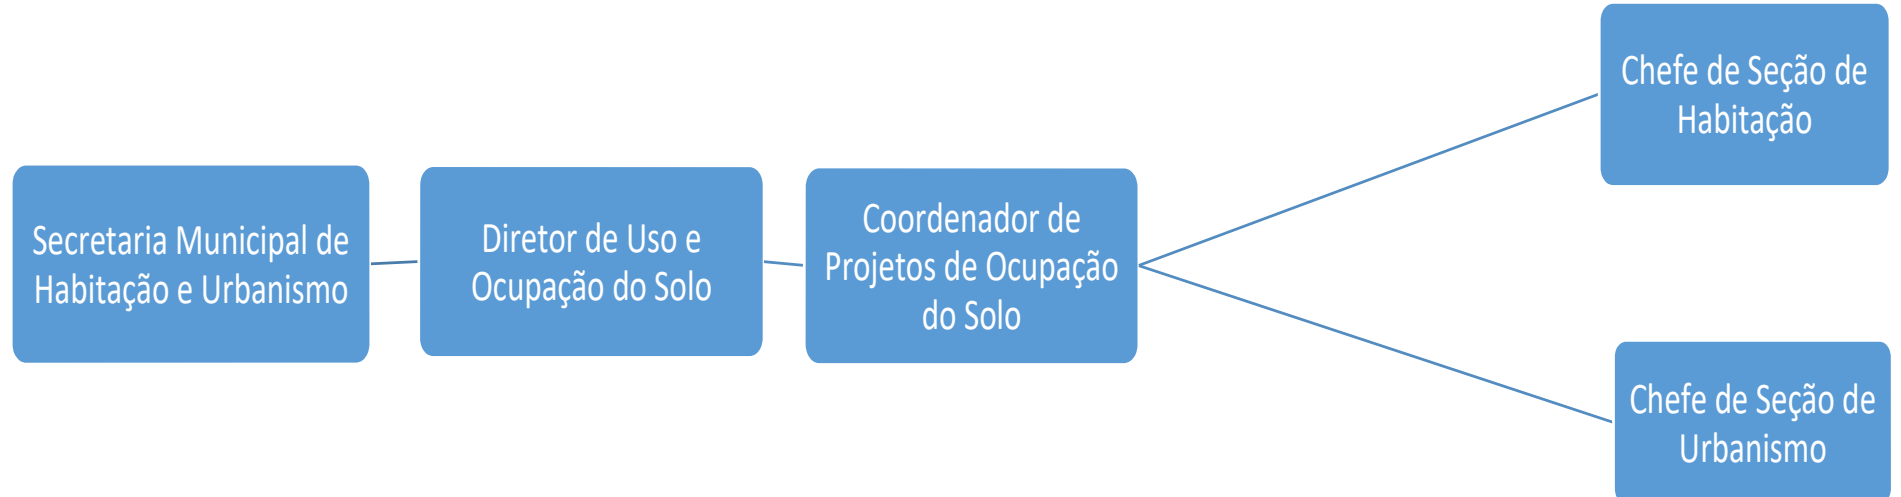 Secretaria Municipal de
Habitação e Urbanismo
Diretor de Uso e
Ocupação do Solo
Coordenador de
Projetos de Ocupação
do Solo
Chefe de Seção de
Habitação
Chefe de Seção de
Urbanismo